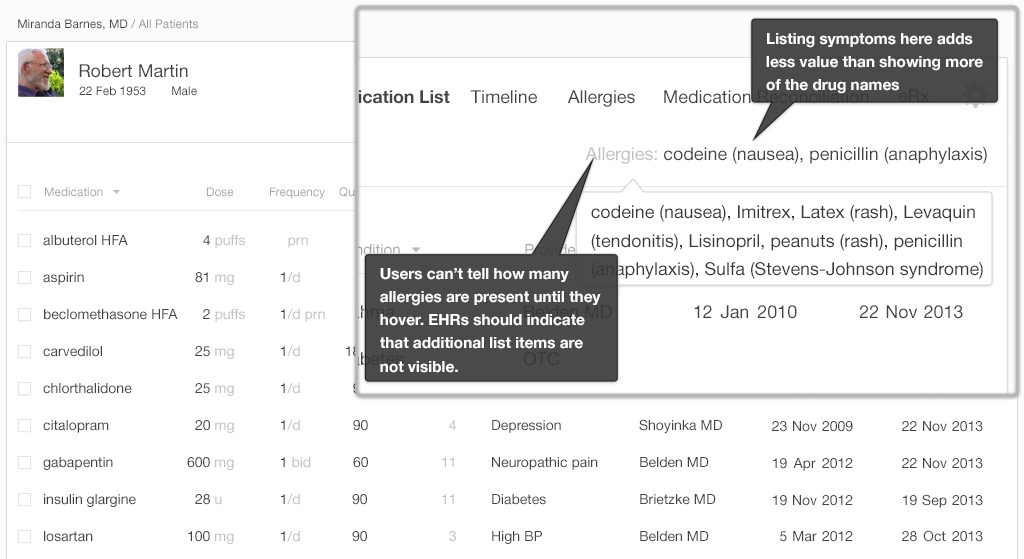 Miranda Barnes, MD / All Patients
Robert Martin
22 Feb 1953 Male
ication List Timeline Allergies Medication Reconciliation eRx
Listing symptoms here adds
less value than showing more
of the drug names
Allergies: codeine (nausea), penicillin (anaphylaxis)
codeine (nausea), Imitrex, Latex (rash), Levaquin
(tendonitis), Lisinopril, peanuts (rash), penicillin
(anaphylaxis), Sulfa (Stevens-Johnson syndrome)
Users can't tell how many
allergies are present until they
hover. EHRs should indicate
that additional list items are
not visible.
Medication Dose Frequency Qu
ndition Provide
albuterol HFA 4 puffs prn
aspirin 81 mg 1/d
beclomethasone HFA 2 puffs 1/d prn
hma Belden MD 12 Jan 2010 22 Nov 2013
carvedilol 25 mg 1/d 18
abetes OTC
chlorthalidone 25 mg 1/d
citalopram 20 mg 1/d 90 4 Depression Shoyinka MD 23 Nov 2009 22 Nov 2013
gabapentin 600 mg 1 bid 60 11 Neuropathic pain Belden MD 19 Apr 2012 22 Nov 2013
insulin glargine 28 u 1/d 90 11 Diabetes Brietzke MD 19 Nov 2012 19 Sep 2013
losartan 100 mg 1/d 90 3 High BP Belden MD 5 Mar 2012 28 Oct 2013